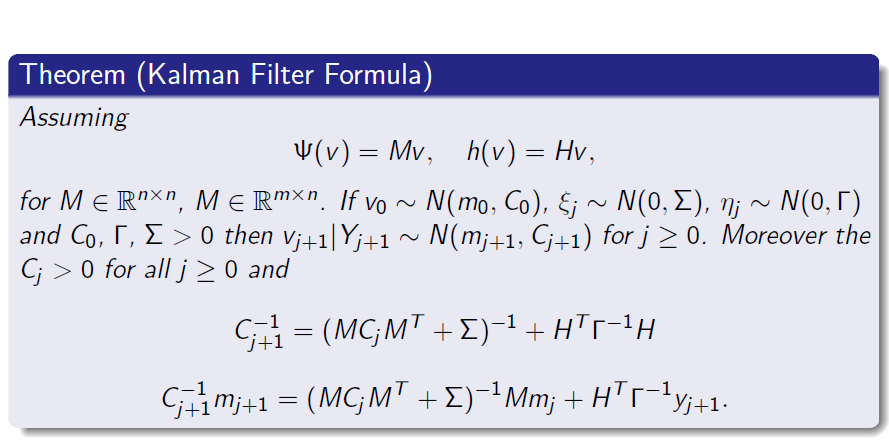 Theorem (Kalman Filter Formula)
Assuming
Ψ(v) = Mv, h(v) = Hv,
for M ∈ ℝ^{n×n}, M ∈ ℝ^{m×n}. If v_0 ∼ N(m_0, C_0), ξ_j ∼ N(0, Σ), η_j ∼ N(0, Γ)
and C_0, Γ, Σ > 0 then v_{j+1}|Y_{j+1} ∼ N(m_{j+1}, C_{j+1}) for j ≥ 0. Moreover the
C_j > 0 for all j ≥ 0 and
C_{j+1}^{-1} = (MC_jM^T + Σ)^{-1} + H^TΓ^{-1}H
C_{j+1}^{-1}m_{j+1} = (MC_jM^T + Σ)^{-1}Mm_j + H^TΓ^{-1}y_{j+1}.